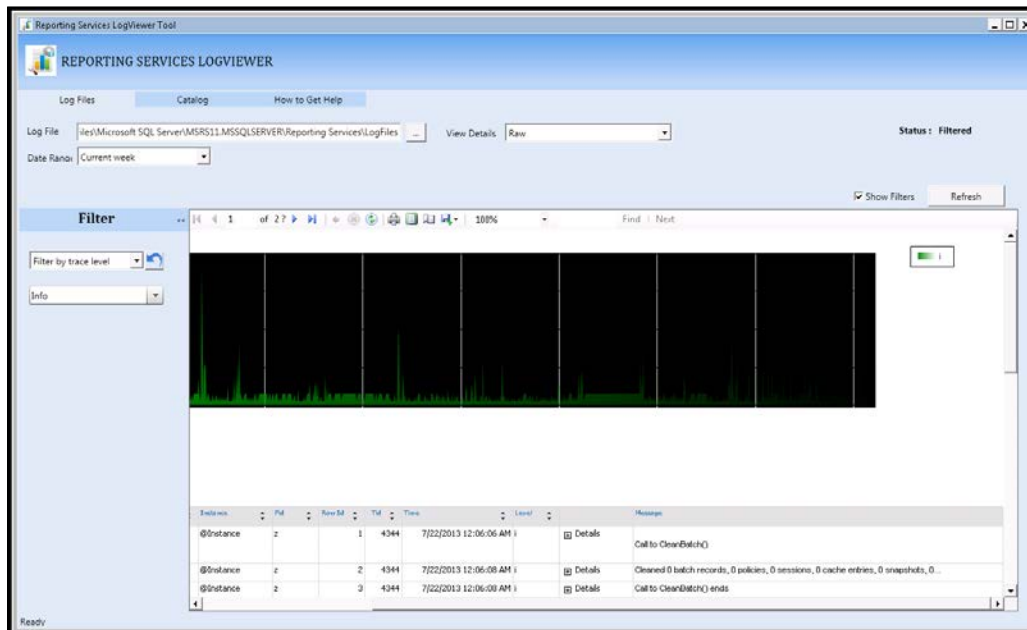 Reporting Services LogViewer Tool
REPORTING SERVICES LOGVIEWER
Log Files Catalog How to Get Help
Log File iles\Microsoft SQL Server\MSRS11.MSSQLSERVER\Reporting Services\LogFiles ... View Details Raw Status : Filtered
Date Range Current week
Show Filters Refresh
Filter 1 of 2 ? 100% Find | Next
Filter by trace level
i
Info
Instance Pid Row Id Tid Time Level Message
@Instance z 1 4344 7/22/2013 12:06:06 AM i Details Call to CleanBatch()
@Instance z 2 4344 7/22/2013 12:06:08 AM i Details Cleaned 0 batch records, 0 policies, 0 sessions, 0 cache entries, 0 snapshots, 0...
@Instance z 3 4344 7/22/2013 12:06:08 AM i Details Call to CleanBatch() ends
Ready